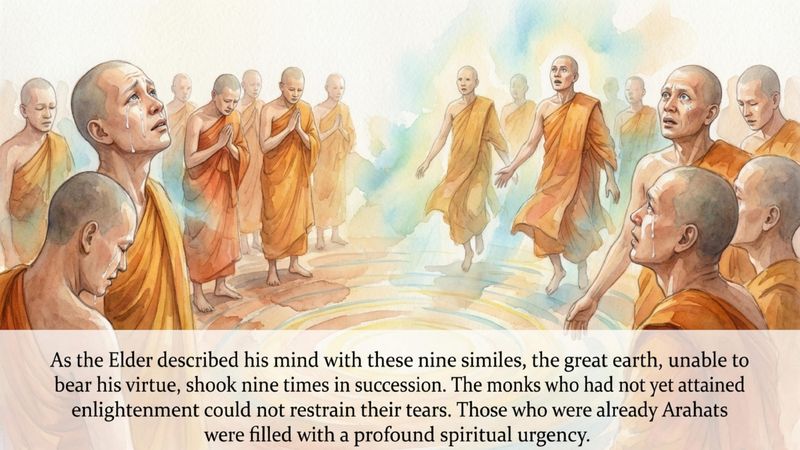 As the Elder described his mind with these nine similes, the great earth, unable to
bear his virtue, shook nine times in succession. The monks who had not yet attained
enlightenment could not restrain their tears. Those who were already Arahats
were filled with a profound spiritual urgency.